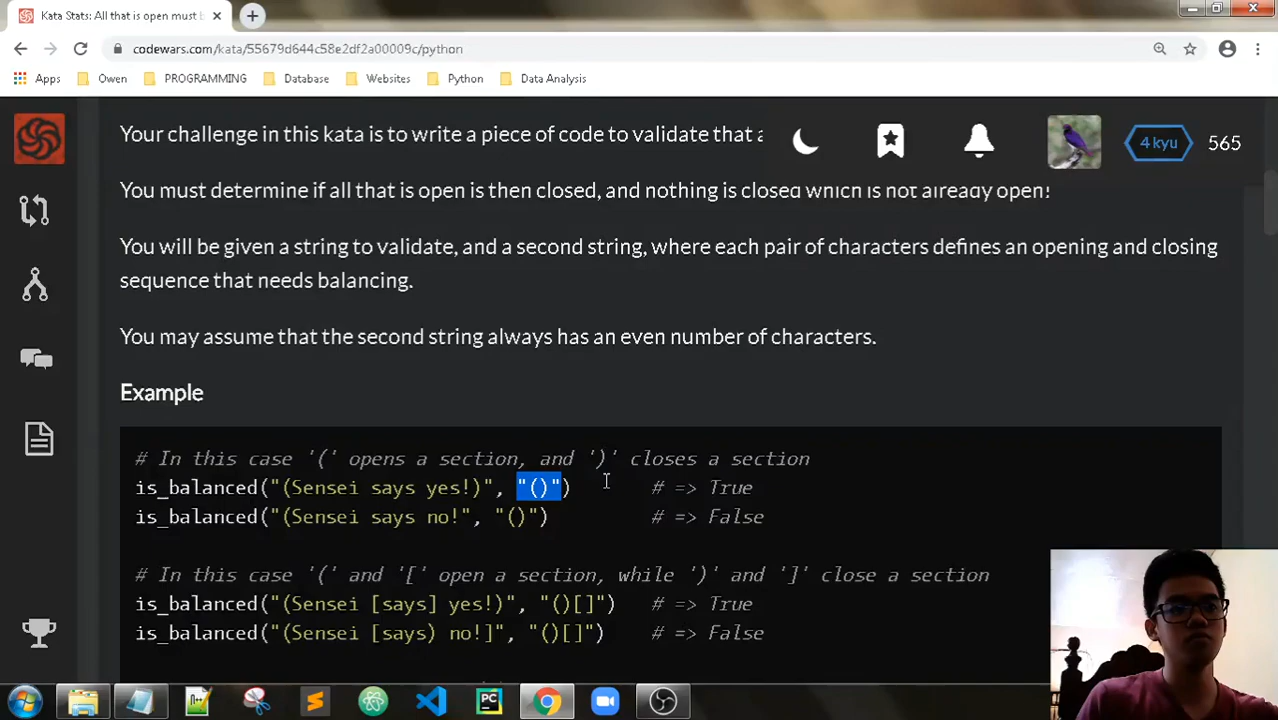 Kata Stats: All that is open must b
codewars.com/kata/55679d644c58e2df2a00009c/python
Apps Owen PROGRAMMING Database Websites Python Data Analysis
Your challenge in this kata is to write a piece of code to validate that a
4 kyu 565
You must determine if all that is open is then closed, and nothing is closed which is not already open!
You will be given a string to validate, and a second string, where each pair of characters defines an opening and closing
sequence that needs balancing.
You may assume that the second string always has an even number of characters.
Example
# In this case '(' opens a section, and ')' closes a section
is_balanced("(Sensei says yes!)", "()") # => True
is_balanced("(Sensei says no!", "()") # => False
# In this case '(' and '[' open a section, while ')' and ']' close a section
is_balanced("(Sensei [says] yes!)", "()[]") # => True
is_balanced("(Sensei [says) no!]", "()[]") # => False
PC